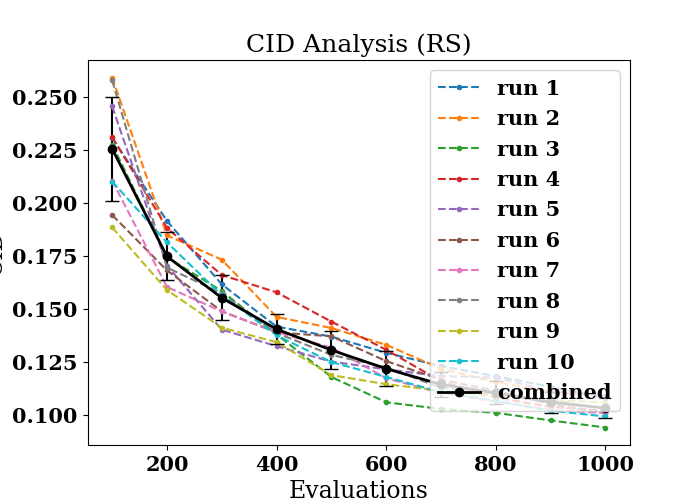 CID Analysis (RS)
0.250
0.225
0.200
0.175
0.150
0.125
0.100
run 1
run 2
run 3
run 4
run 5
run 6
run 7
run 8
run 9
run 10
combined
200
400
600
800
1000
Evaluations